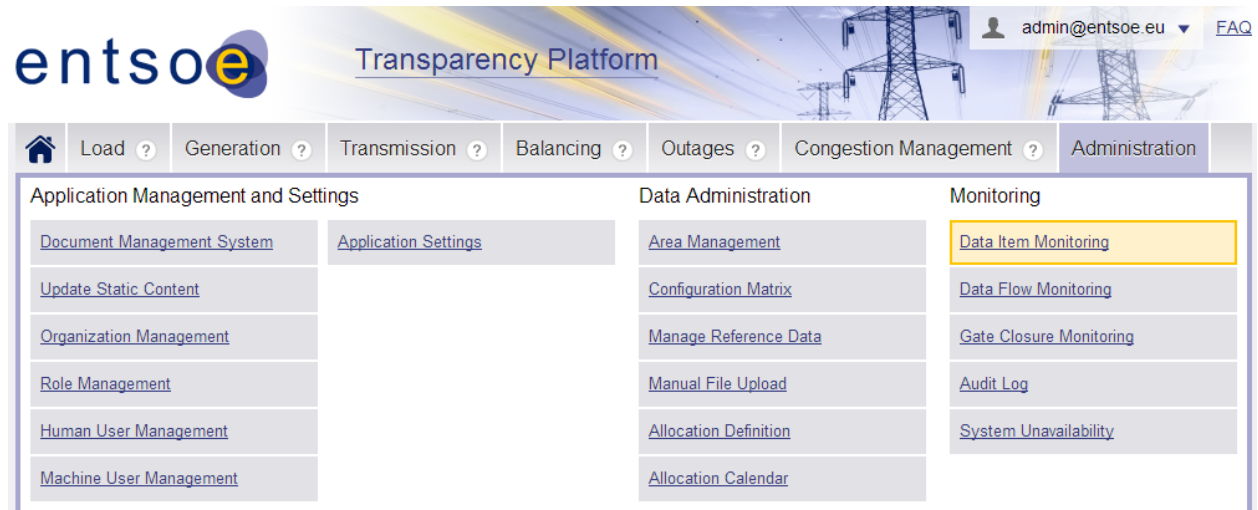 entsoe
Transparency Platform
admin@entsoe.eu ▼ FAQ
Load ? Generation ? Transmission ? Balancing ? Outages ? Congestion Management ? Administration
Application Management and Settings
Document Management System
Update Static Content
Organization Management
Role Management
Human User Management
Machine User Management
Application Settings
Data Administration
Area Management
Configuration Matrix
Manage Reference Data
Manual File Upload
Allocation Definition
Allocation Calendar
Monitoring
Data Item Monitoring
Data Flow Monitoring
Gate Closure Monitoring
Audit Log
System Unavailability